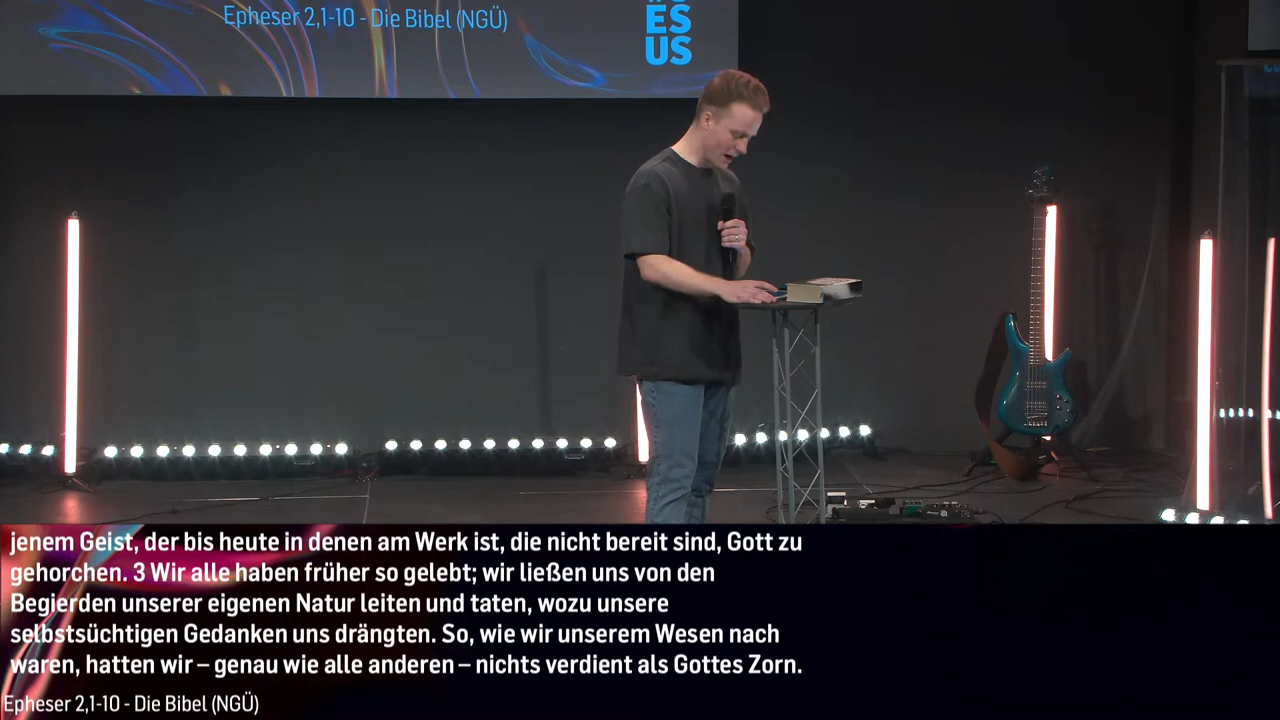 Epheser 2,1-10 - Die Bibel (NGÜ)
ES
US
jenem Geist, der bis heute in denen am Werk ist, die nicht bereit sind, Gott zu
gehorchen. 3 Wir alle haben früher so gelebt; wir ließen uns von den
Begierden unserer eigenen Natur leiten und taten, wozu unsere
selbstsüchtigen Gedanken uns drängten. So, wie wir unserem Wesen nach
waren, hatten wir – genau wie alle anderen – nichts verdient als Gottes Zorn.
Epheser 2,1-10 - Die Bibel (NGÜ)